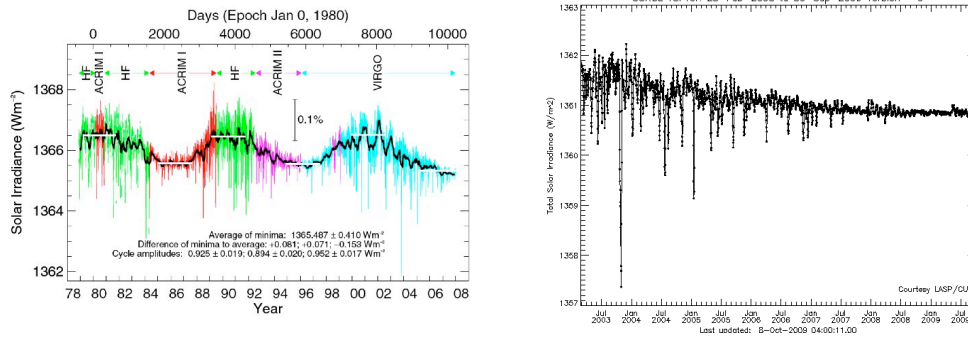 Days (Epoch Jan 0, 1980)
0 2000 4000 6000 8000 10000
HF
ACRIM I
HF
ACRIM I
HF
ACRIM II
VIRGO
0.1%
1368
1366
1364
1362
Solar Irradiance (Wm⁻²)
Average of minima: 1365.487 ± 0.410 Wm⁻²
Difference of minima to average: +0.081; +0.071; −0.153 Wm⁻²
Cycle amplitudes: 0.925 ± 0.019; 0.894 ± 0.020; 0.952 ± 0.017 Wm⁻²
78 80 82 84 86 88 90 92 94 96 98 00 02 04 06 08
Year
1363
1362
1361
1360
1359
1358
1357
Total Solar Irradiance (W/m^2)
Courtesy LASP/CU
Jul Jan Jul Jan Jul Jan Jul Jan Jul Jan Jul Jan Jul
2003 2004 2004 2005 2005 2006 2006 2007 2007 2008 2008 2009 2009
Last updated: 8-Oct-2009 04:00:11.00